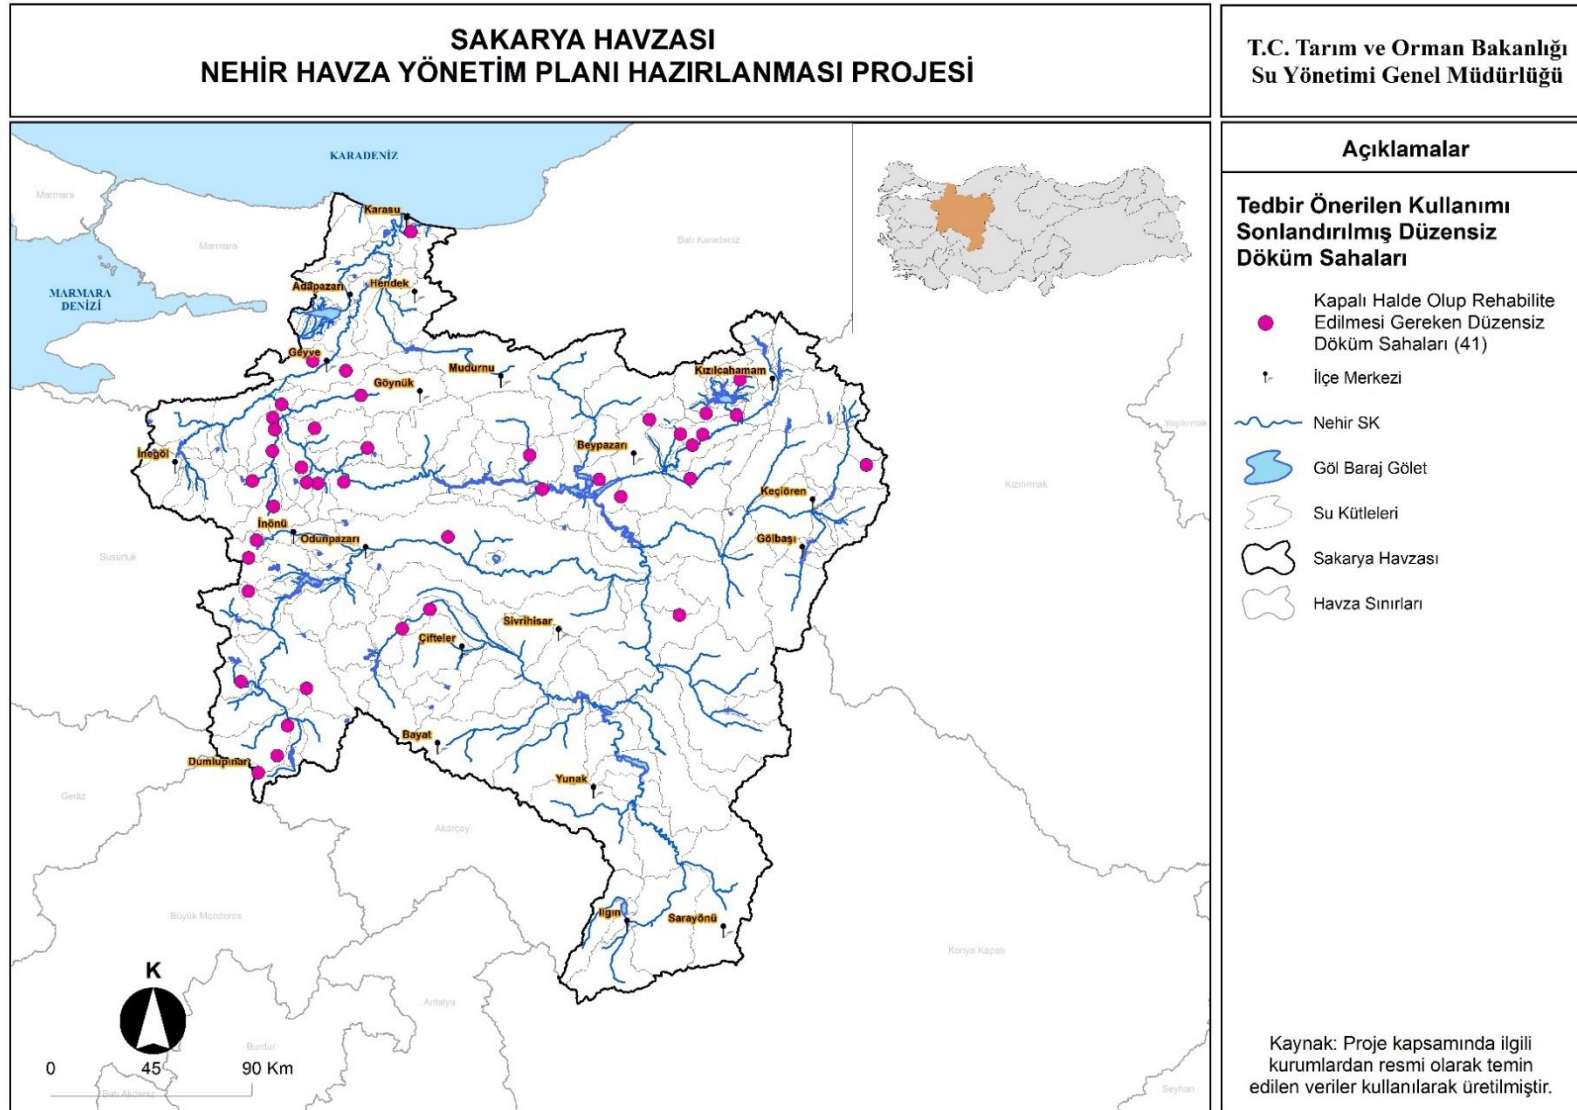 SAKARYA HAVZASI
NEHİR HAVZA YÖNETİM PLANI HAZIRLANMASI PROJESİ
T.C. Tarım ve Orman Bakanlığı
Su Yönetimi Genel Müdürlüğü
KARADENİZ
Marmara
Marmara
Batı Karadeniz
MARMARA
DENİZİ
Karasu
Adapazarı
Hendek
Geyve
Göynük
Mudurnu
Kızılcahamam
Yeşilırmak
İnegöl
Beypazarı
Keçiören
Kızılırmak
İnönü
Odunpazarı
Gölbaşı
Susurluk
Sivrihisar
Çifteler
Bayat
Dumlupınar
Yunak
Gediz
Akarçay
Ilgın
Sarayönü
Büyük Menderes
Konya Kapalı
Antalya
Burdur
Batı Akdeniz
Seyhan
K
0 45 90 Km
Açıklamalar
Tedbir Önerilen Kullanımı
Sonlandırılmış Düzensiz
Döküm Sahaları
Kapalı Halde Olup Rehabilite
Edilmesi Gereken Düzensiz
Döküm Sahaları (41)
İlçe Merkezi
Nehir SK
Göl Baraj Gölet
Su Kütleleri
Sakarya Havzası
Havza Sınırları
Kaynak: Proje kapsamında ilgili
kurumlardan resmi olarak temin
edilen veriler kullanılarak üretilmiştir.